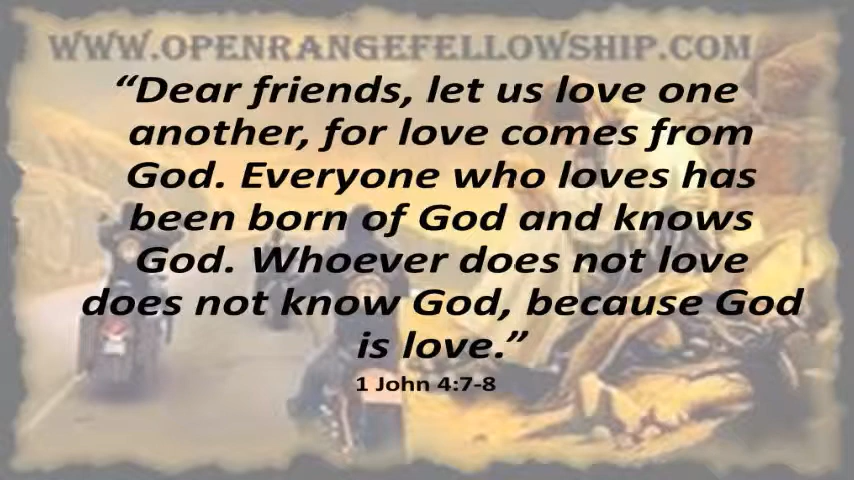 WWW.OPENRANGEFELLOWSHIP.COM
“Dear friends, let us love one
another, for love comes from
God. Everyone who loves has
been born of God and knows
God. Whoever does not love
does not know God, because God
is love.”
1 John 4:7-8